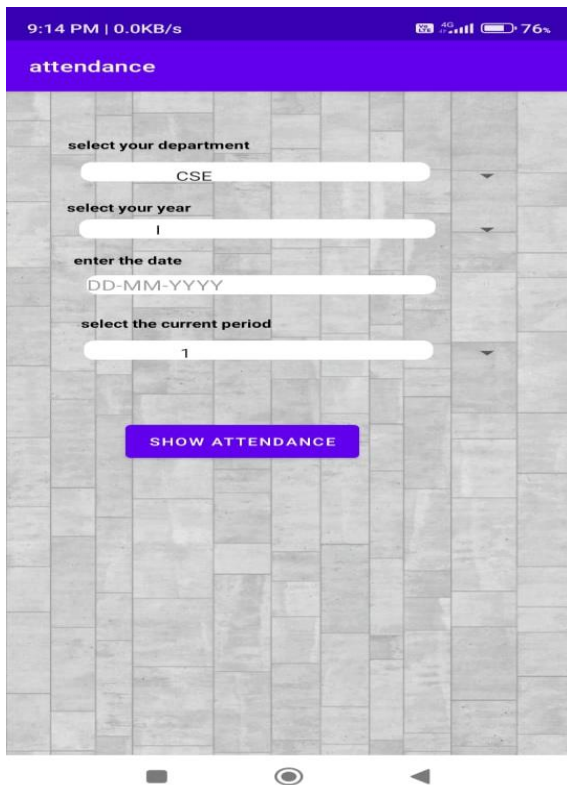 9:14 PM | 0.0KB/s 4G 76%
attendance
select your department
CSE
select your year
I
enter the date
DD-MM-YYYY
select the current period
1
SHOW ATTENDANCE